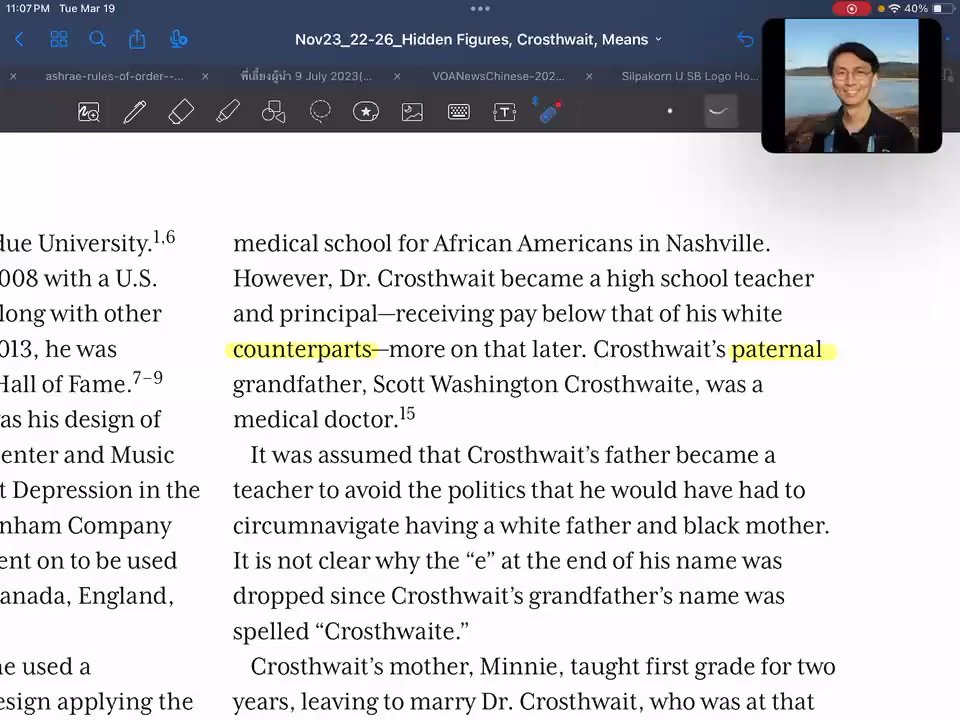 11:07PM Tue Mar 19
40%
Nov23_22-26_Hidden Figures, Crosthwait, Means
ashrae-rules-of-order--...
พี่เลี้ยงผู้นำ 9 July 2023(...
VOANewsChinese-202...
Silpakorn U SB Logo Ho...
due University.1,6
008 with a U.S.
long with other
013, he was
Hall of Fame.7–9
as his design of
enter and Music
t Depression in the
nham Company
ent on to be used
anada, England,
he used a
esign applying the
medical school for African Americans in Nashville.
However, Dr. Crosthwait became a high school teacher
and principal—receiving pay below that of his white
counterparts—more on that later. Crosthwait’s paternal
grandfather, Scott Washington Crosthwaite, was a
medical doctor.15
It was assumed that Crosthwait’s father became a
teacher to avoid the politics that he would have had to
circumnavigate having a white father and black mother.
It is not clear why the “e” at the end of his name was
dropped since Crosthwait’s grandfather’s name was
spelled “Crosthwaite.”
Crosthwait’s mother, Minnie, taught first grade for two
years, leaving to marry Dr. Crosthwait, who was at that